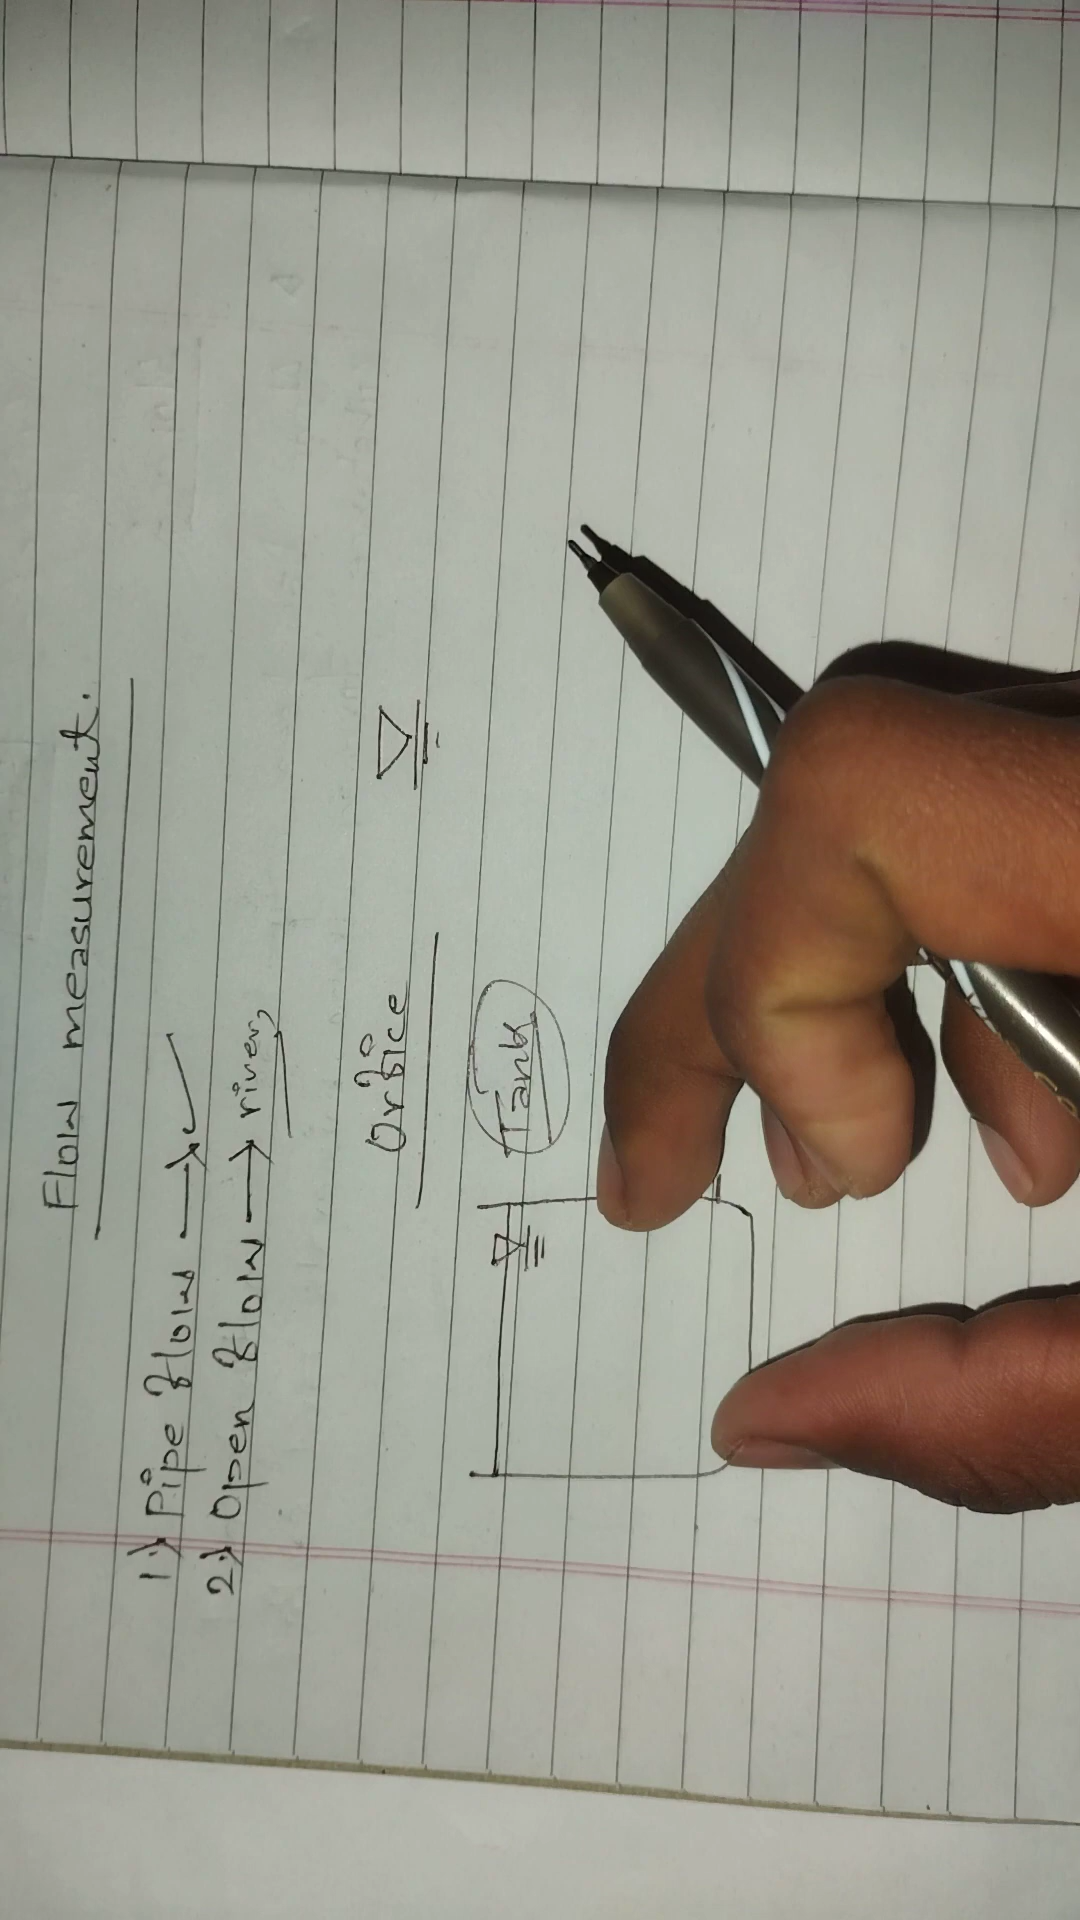 Flow measurement.
1) Pipe flow →
2) Open flow → river,
Orifice
Tank